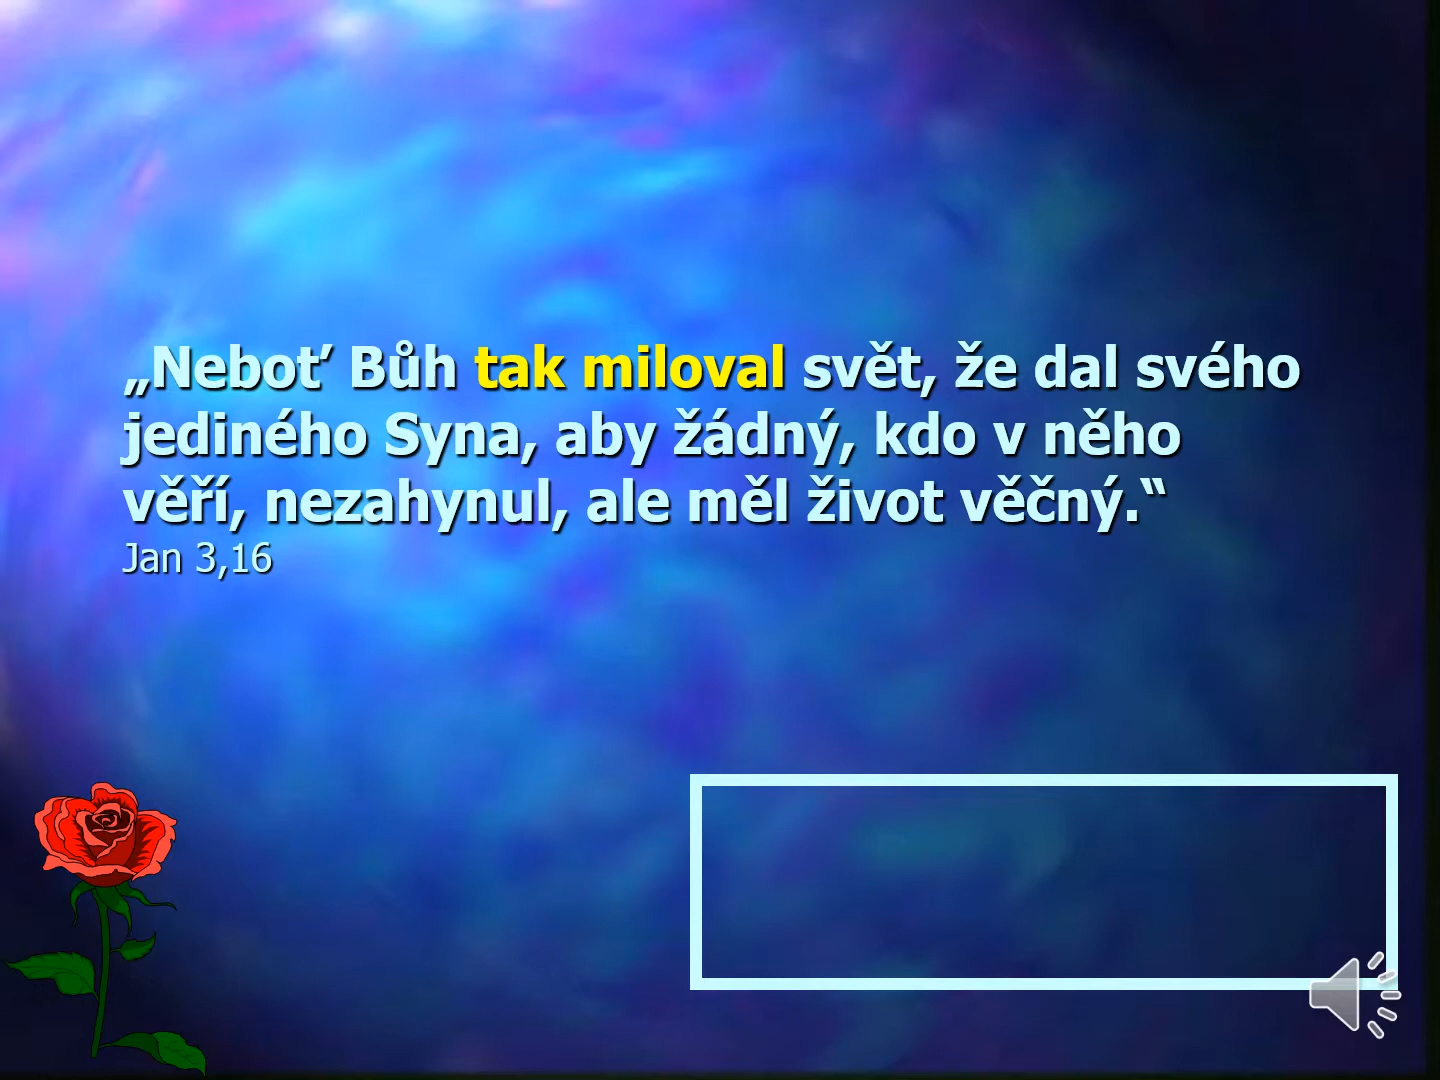 „Neboť Bůh tak miloval svět, že dal svého
jediného Syna, aby žádný, kdo v něho
věří, nezahynul, ale měl život věčný.“
Jan 3,16